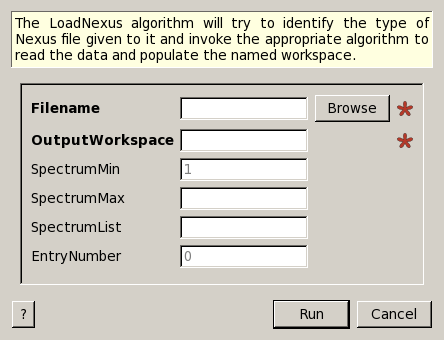 The LoadNexus algorithm will try to identify the type of
Nexus file given to it and invoke the appropriate algorithm to
read the data and populate the named workspace.
Filename Browse *
OutputWorkspace *
SpectrumMin 1
SpectrumMax
SpectrumList
EntryNumber 0
? Run Cancel